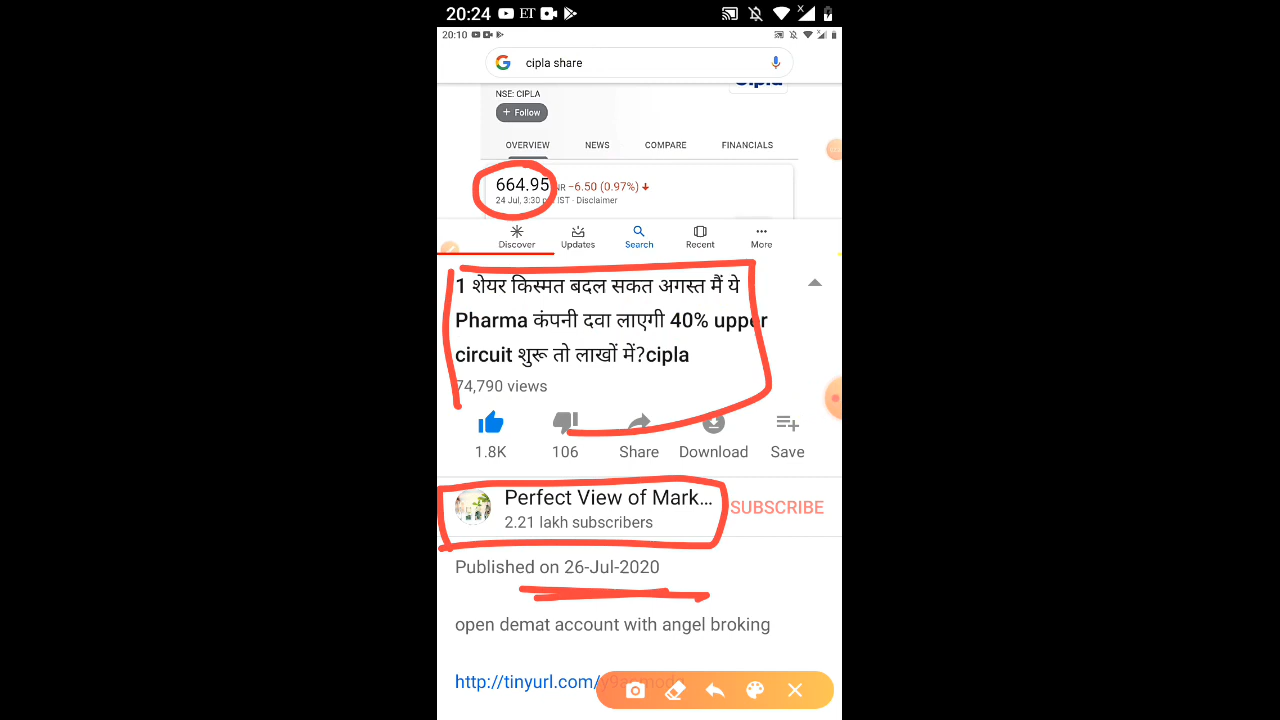 20:24
ET
20:10
cipla share
Cipla
NSE: CIPLA
+ Follow
OVERVIEW NEWS COMPARE FINANCIALS
664.95 −6.50 (0.97%)
24 Jul, 3:30 IST · Disclaimer
Discover Updates Search Recent More
1 शेयर किस्मत बदल सकत अगस्त मैं ये
Pharma कंपनी दवा लाएगी 40% upper
circuit शुरू तो लाखों में?cipla
74,790 views
1.8K 106 Share Download Save
Perfect View of Mark...
2.21 lakh subscribers
SUBSCRIBE
Published on 26-Jul-2020
open demat account with angel broking
http://tinyurl.com/